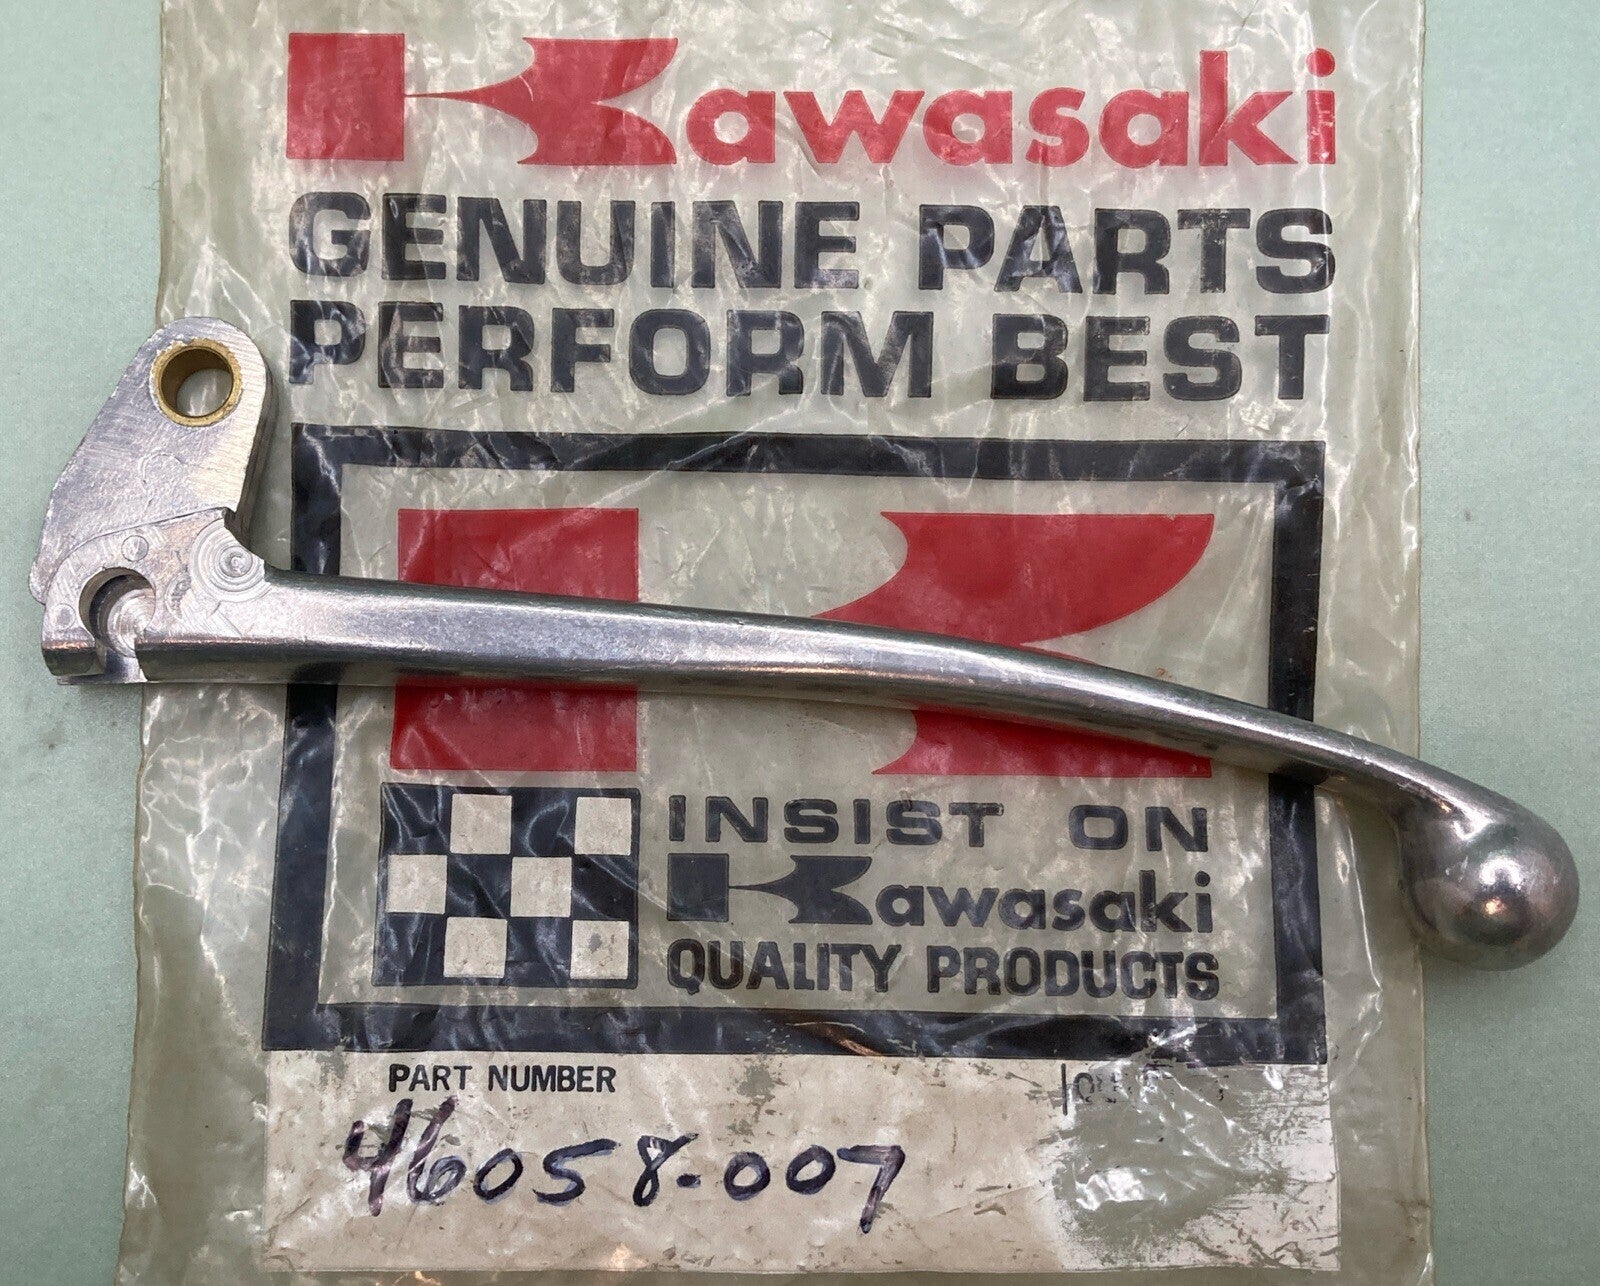 Kawasaki
GENUINE PARTS
PERFORM BEST
INSIST ON
Kawasaki
QUALITY PRODUCTS
PART NUMBER
46058-007